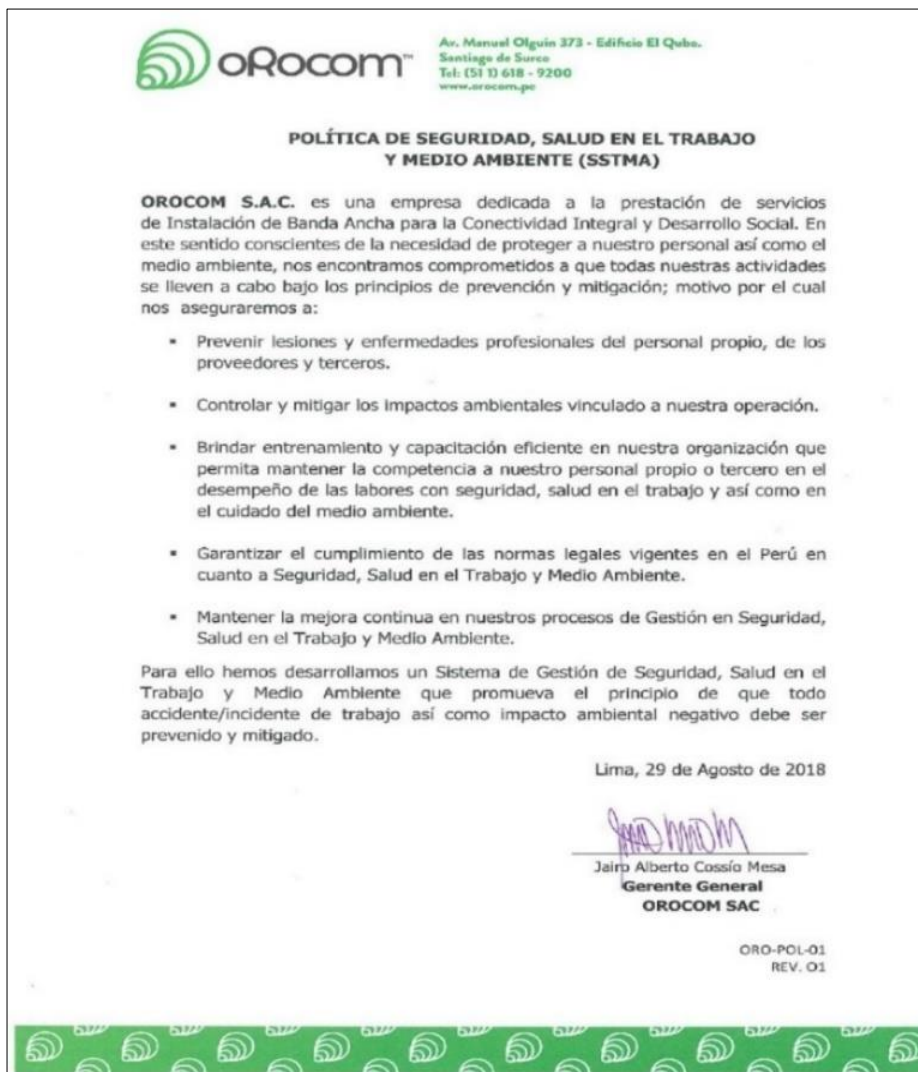 oRocom™
Av. Manuel Olguin 373 - Edificio El Qubo.
Santiago de Surco
Tel: (51 1) 618 - 9200
www.orocom.pe
POLÍTICA DE SEGURIDAD, SALUD EN EL TRABAJO
Y MEDIO AMBIENTE (SSTMA)
OROCOM S.A.C. es una empresa dedicada a la prestación de servicios
de Instalación de Banda Ancha para la Conectividad Integral y Desarrollo Social. En
este sentido conscientes de la necesidad de proteger a nuestro personal así como el
medio ambiente, nos encontramos comprometidos a que todas nuestras actividades
se lleven a cabo bajo los principios de prevención y mitigación; motivo por el cual
nos aseguraremos a:
▪ Prevenir lesiones y enfermedades profesionales del personal propio, de los
proveedores y terceros.
▪ Controlar y mitigar los impactos ambientales vinculado a nuestra operación.
▪ Brindar entrenamiento y capacitación eficiente en nuestra organización que
permita mantener la competencia a nuestro personal propio o tercero en el
desempeño de las labores con seguridad, salud en el trabajo y así como en
el cuidado del medio ambiente.
▪ Garantizar el cumplimiento de las normas legales vigentes en el Perú en
cuanto a Seguridad, Salud en el Trabajo y Medio Ambiente.
▪ Mantener la mejora continua en nuestros procesos de Gestión en Seguridad,
Salud en el Trabajo y Medio Ambiente.
Para ello hemos desarrollamos un Sistema de Gestión de Seguridad, Salud en el
Trabajo y Medio Ambiente que promueva el principio de que todo
accidente/incidente de trabajo así como impacto ambiental negativo debe ser
prevenido y mitigado.
Lima, 29 de Agosto de 2018
Jairo Alberto Cossío Mesa
Gerente General
OROCOM SAC
ORO-POL-01
REV. 01